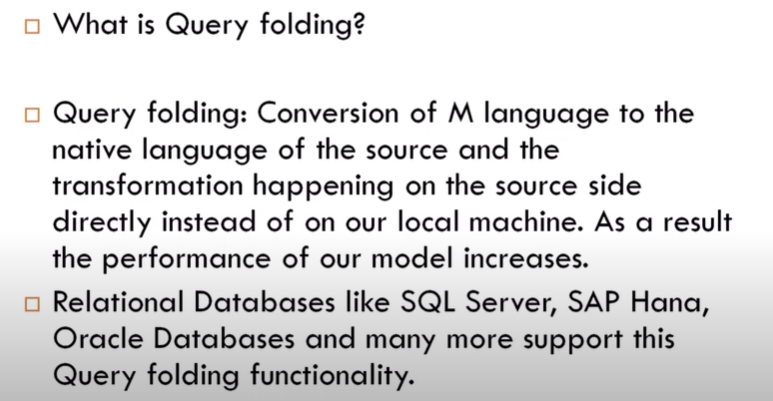 What is Query folding?
Query folding: Conversion of M language to the
native language of the source and the
transformation happening on the source side
directly instead of on our local machine. As a result
the performance of our model increases.
Relational Databases like SQL Server, SAP Hana,
Oracle Databases and many more support this
Query folding functionality.